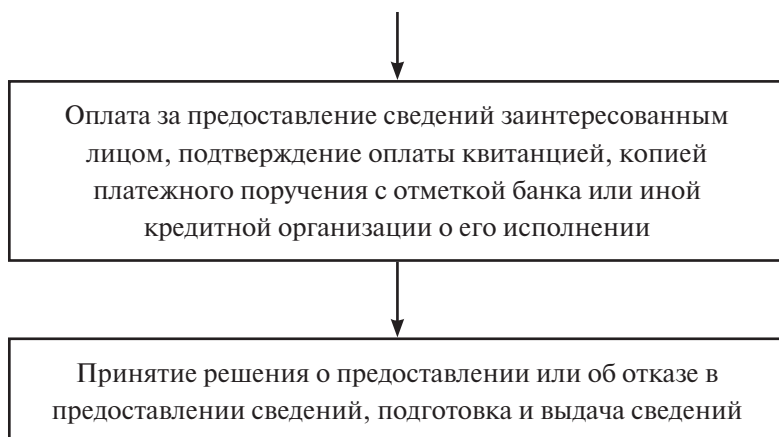 Оплата за предоставление сведений заинтересованным
лицом, подтверждение оплаты квитанцией, копией
платежного поручения с отметкой банка или иной
кредитной организации о его исполнении
Принятие решения о предоставлении или об отказе в
предоставлении сведений, подготовка и выдача сведений